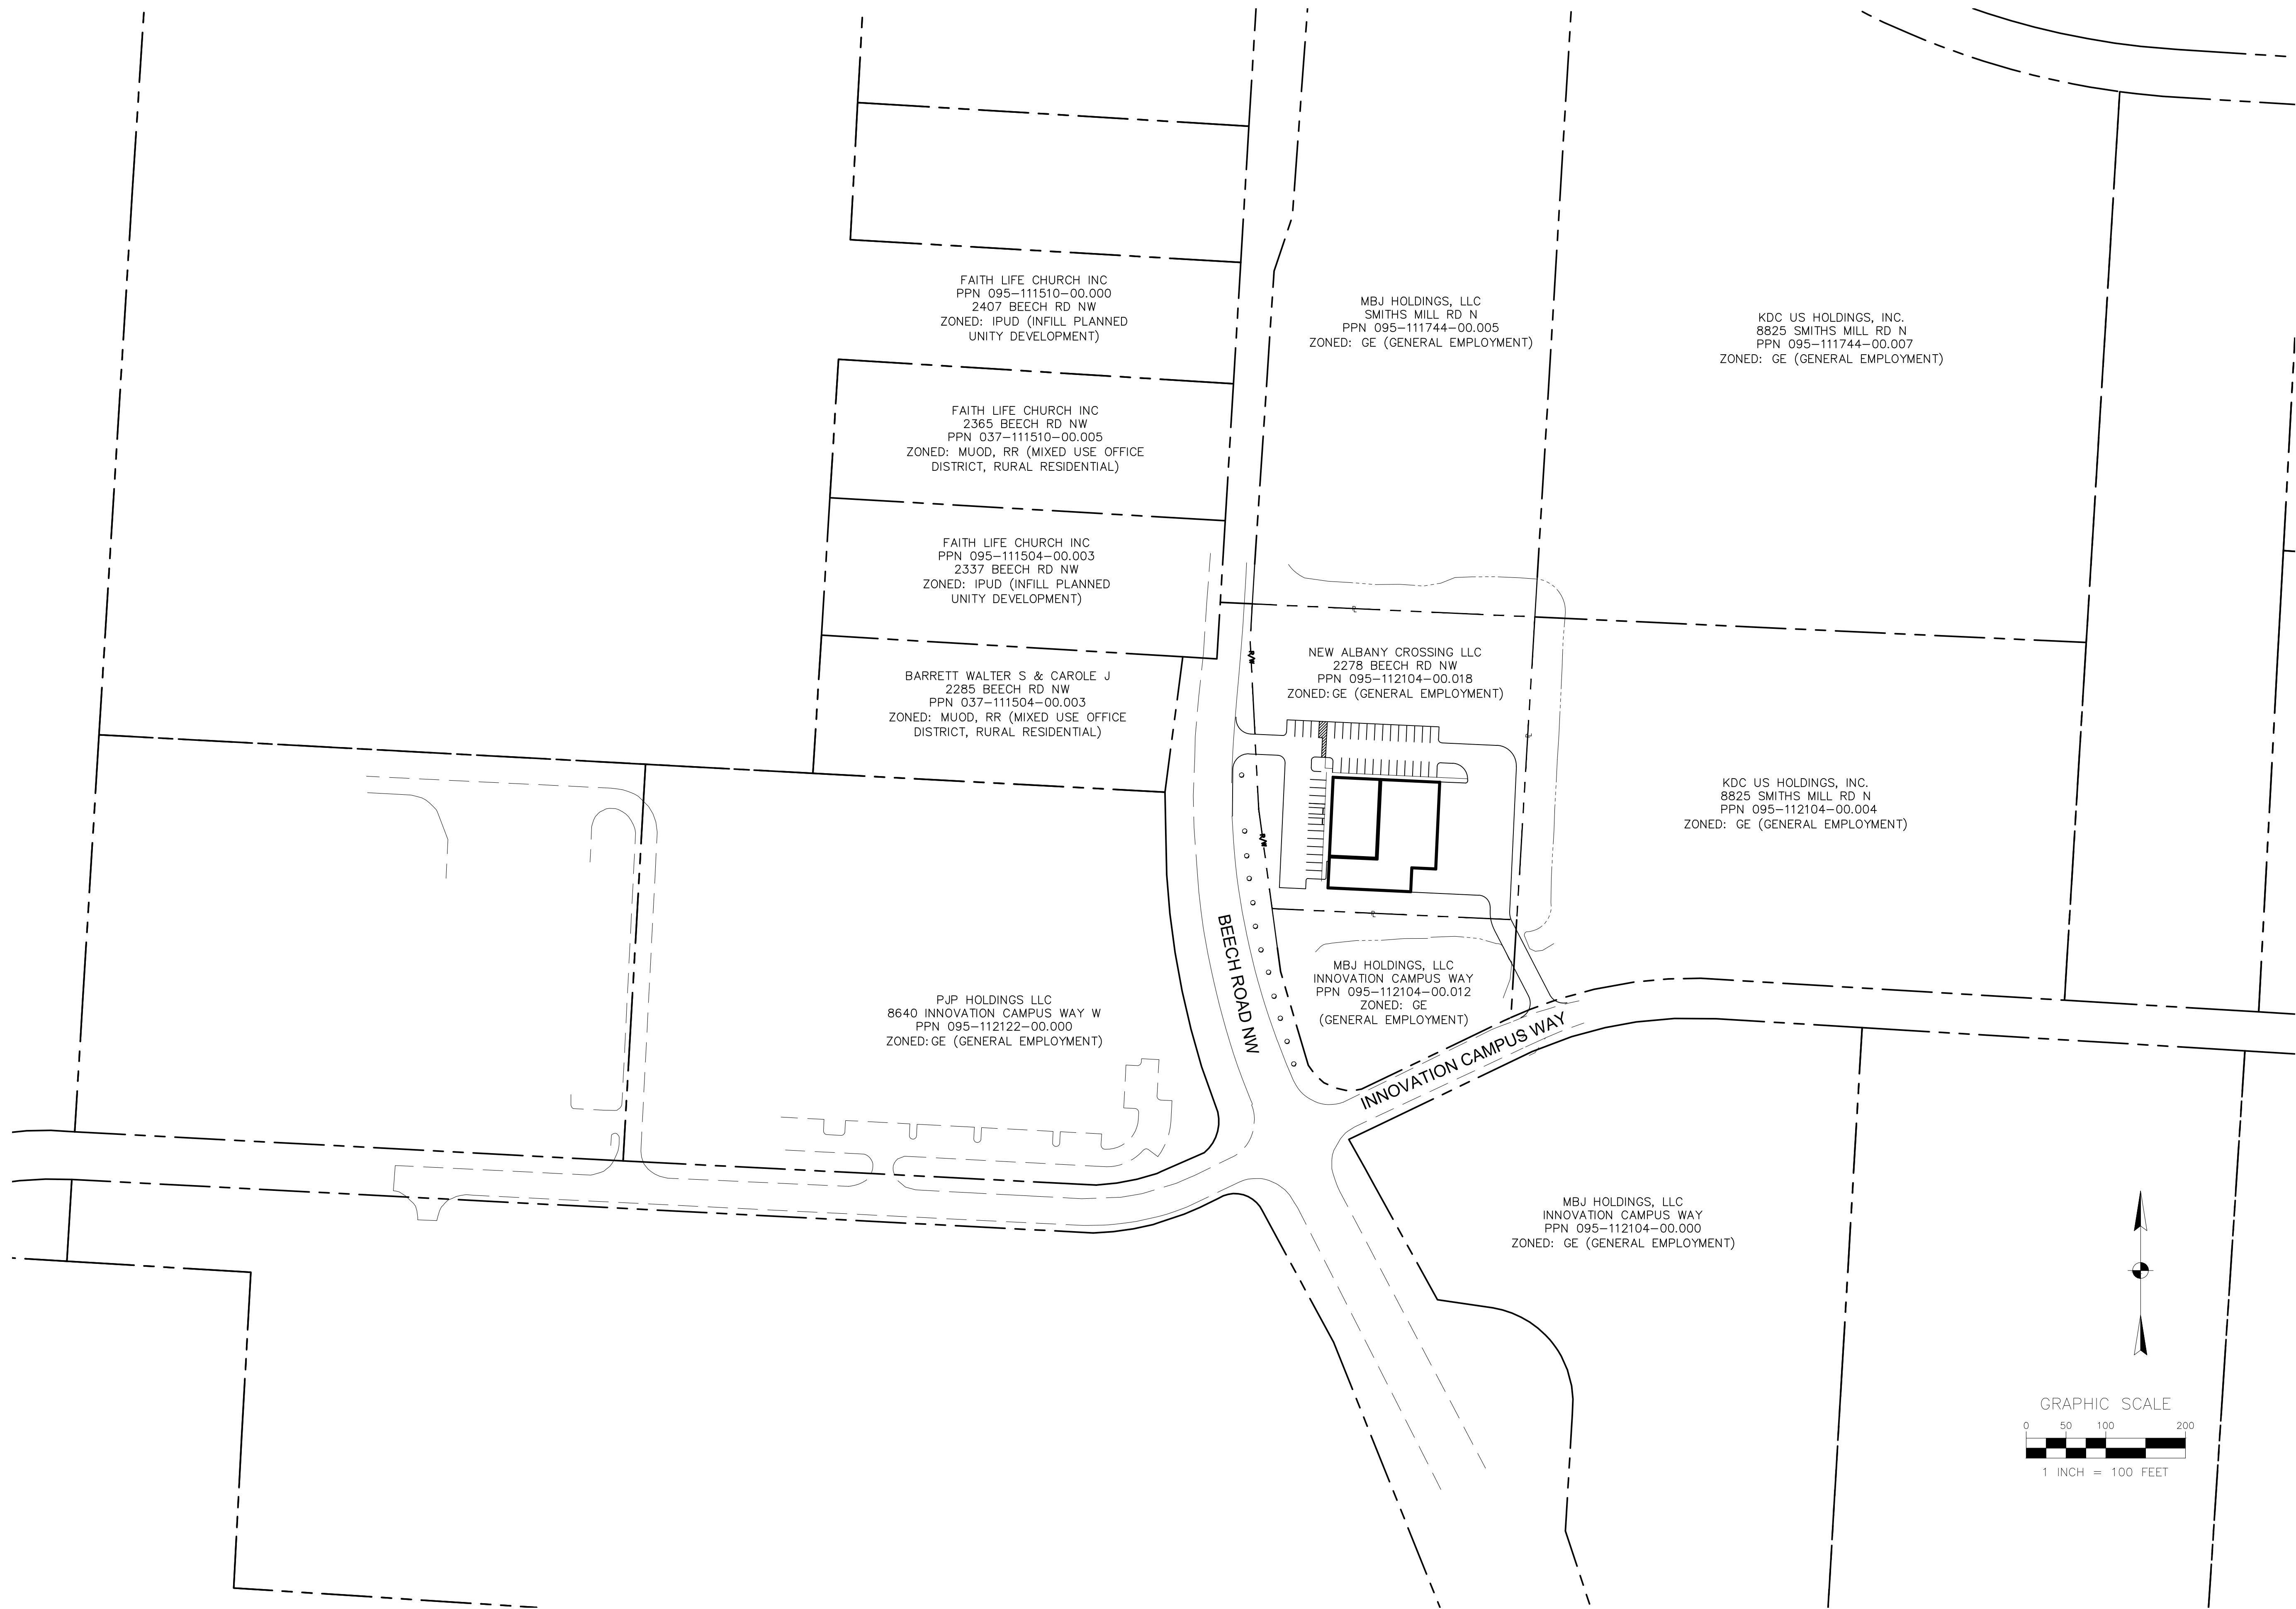 FAITH LIFE CHURCH INC
PPN 095-111510-00.000
2407 BEECH RD NW
ZONED: IPUD (INFILL PLANNED
UNITY DEVELOPMENT)
MBJ HOLDINGS, LLC
SMITHS MILL RD N
PPN 095-111744-00.005
ZONED: GE (GENERAL EMPLOYMENT)
KDC US HOLDINGS, INC.
8825 SMITHS MILL RD N
PPN 095-111744-00.007
ZONED: GE (GENERAL EMPLOYMENT)
FAITH LIFE CHURCH INC
2365 BEECH RD NW
PPN 037-111510-00.005
ZONED: MUOD, RR (MIXED USE OFFICE
DISTRICT, RURAL RESIDENTIAL)
FAITH LIFE CHURCH INC
PPN 095-111504-00.003
2337 BEECH RD NW
ZONED: IPUD (INFILL PLANNED
UNITY DEVELOPMENT)
BARRETT WALTER S & CAROLE J
2285 BEECH RD NW
PPN 037-111504-00.003
ZONED: MUOD, RR (MIXED USE OFFICE
DISTRICT, RURAL RESIDENTIAL)
R/W
NEW ALBANY CROSSING LLC
2278 BEECH RD NW
PPN 095-112104-00.018
ZONED: GE (GENERAL EMPLOYMENT)
R/W
KDC US HOLDINGS, INC.
8825 SMITHS MILL RD N
PPN 095-112104-00.004
ZONED: GE (GENERAL EMPLOYMENT)
BEECH ROAD NW
MBJ HOLDINGS, LLC
INNOVATION CAMPUS WAY
PPN 095-112104-00.012
ZONED: GE
(GENERAL EMPLOYMENT)
PJP HOLDINGS LLC
8640 INNOVATION CAMPUS WAY W
PPN 095-112122-00.000
ZONED: GE (GENERAL EMPLOYMENT)
INNOVATION CAMPUS WAY
MBJ HOLDINGS, LLC
INNOVATION CAMPUS WAY
PPN 095-112104-00.000
ZONED: GE (GENERAL EMPLOYMENT)
GRAPHIC SCALE
0 50 100 200
1 INCH = 100 FEET